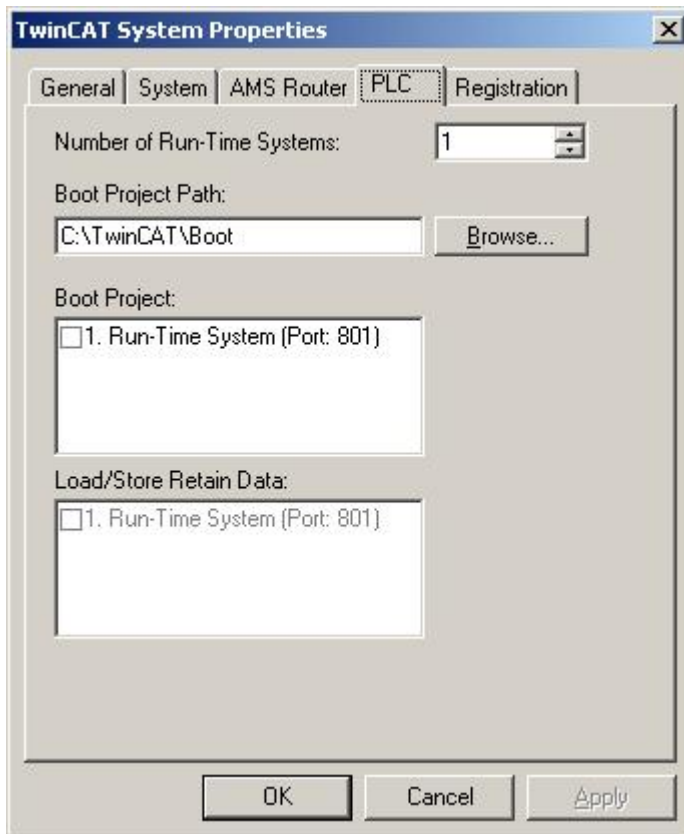 TwinCAT System Properties
General System AMS Router PLC Registration
Number of Run-Time Systems: 1
Boot Project Path:
C:\TwinCAT\Boot Browse...
Boot Project:
1. Run-Time System (Port: 801)
Load/Store Retain Data:
1. Run-Time System (Port: 801)
OK Cancel Apply